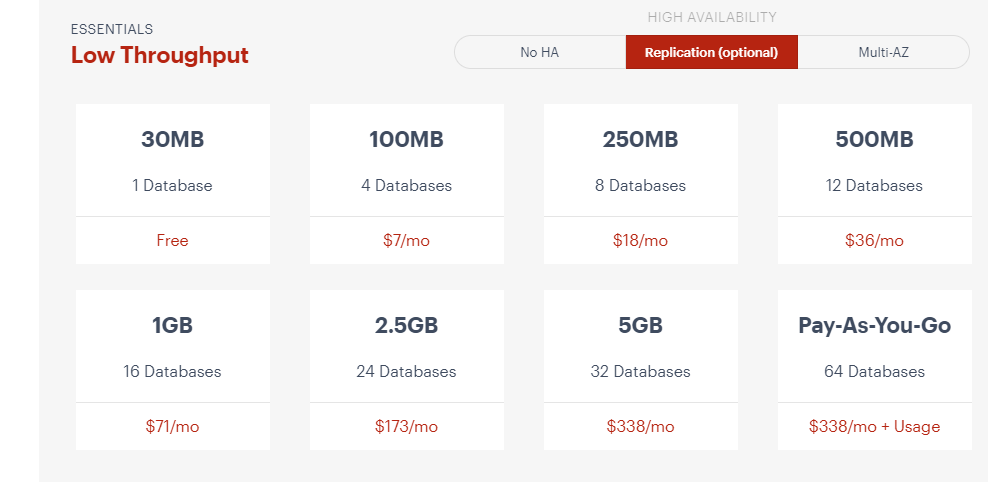 ESSENTIALS
Low Throughput
HIGH AVAILABILITY
No HA
Replication (optional)
Multi-AZ
30MB
1 Database
Free
100MB
4 Databases
$7/mo
250MB
8 Databases
$18/mo
500MB
12 Databases
$36/mo
1GB
16 Databases
$71/mo
2.5GB
24 Databases
$173/mo
5GB
32 Databases
$338/mo
Pay-As-You-Go
64 Databases
$338/mo + Usage